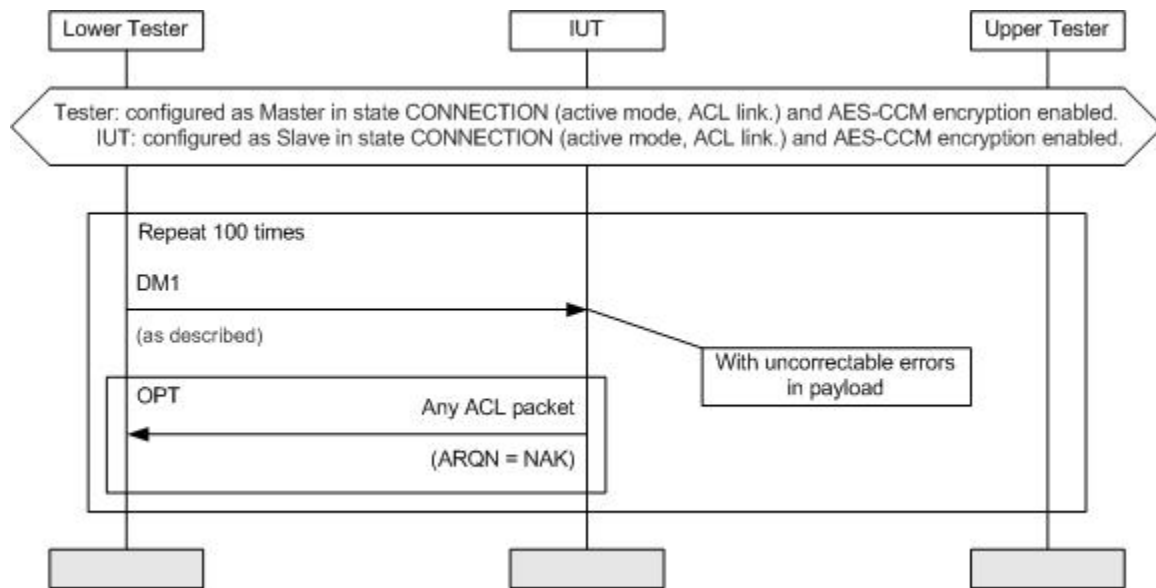 Lower Tester
IUT
Upper Tester
Tester: configured as Master in state CONNECTION (active mode, ACL link.) and AES-CCM encryption enabled.
IUT: configured as Slave in state CONNECTION (active mode, ACL link.) and AES-CCM encryption enabled.
Repeat 100 times
DM1
(as described)
With uncorrectable errors
in payload
OPT
Any ACL packet
(ARQN = NAK)